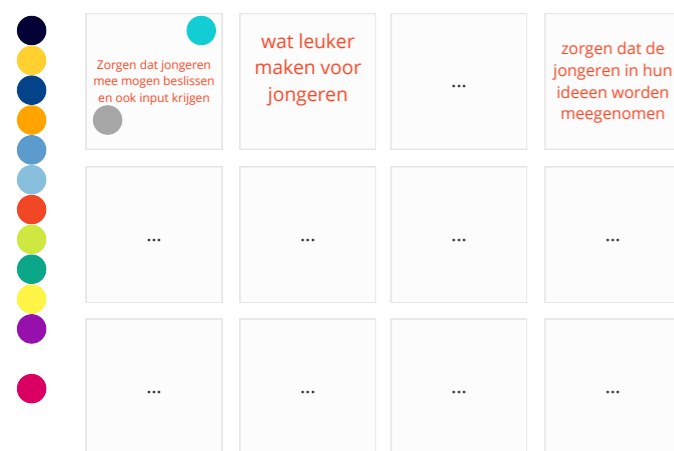 Zorgen dat jongeren
mee mogen beslissen
en ook input krijgen
wat leuker
maken voor
jongeren
...
zorgen dat de
jongeren in hun
ideeen worden
meegenomen
...
...
...
...
...
...
...
...